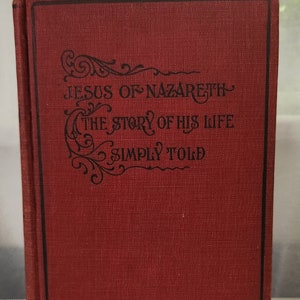 JESUS OF NAZARETH
THE STORY OF HIS LIFE
SIMPLY TOLD